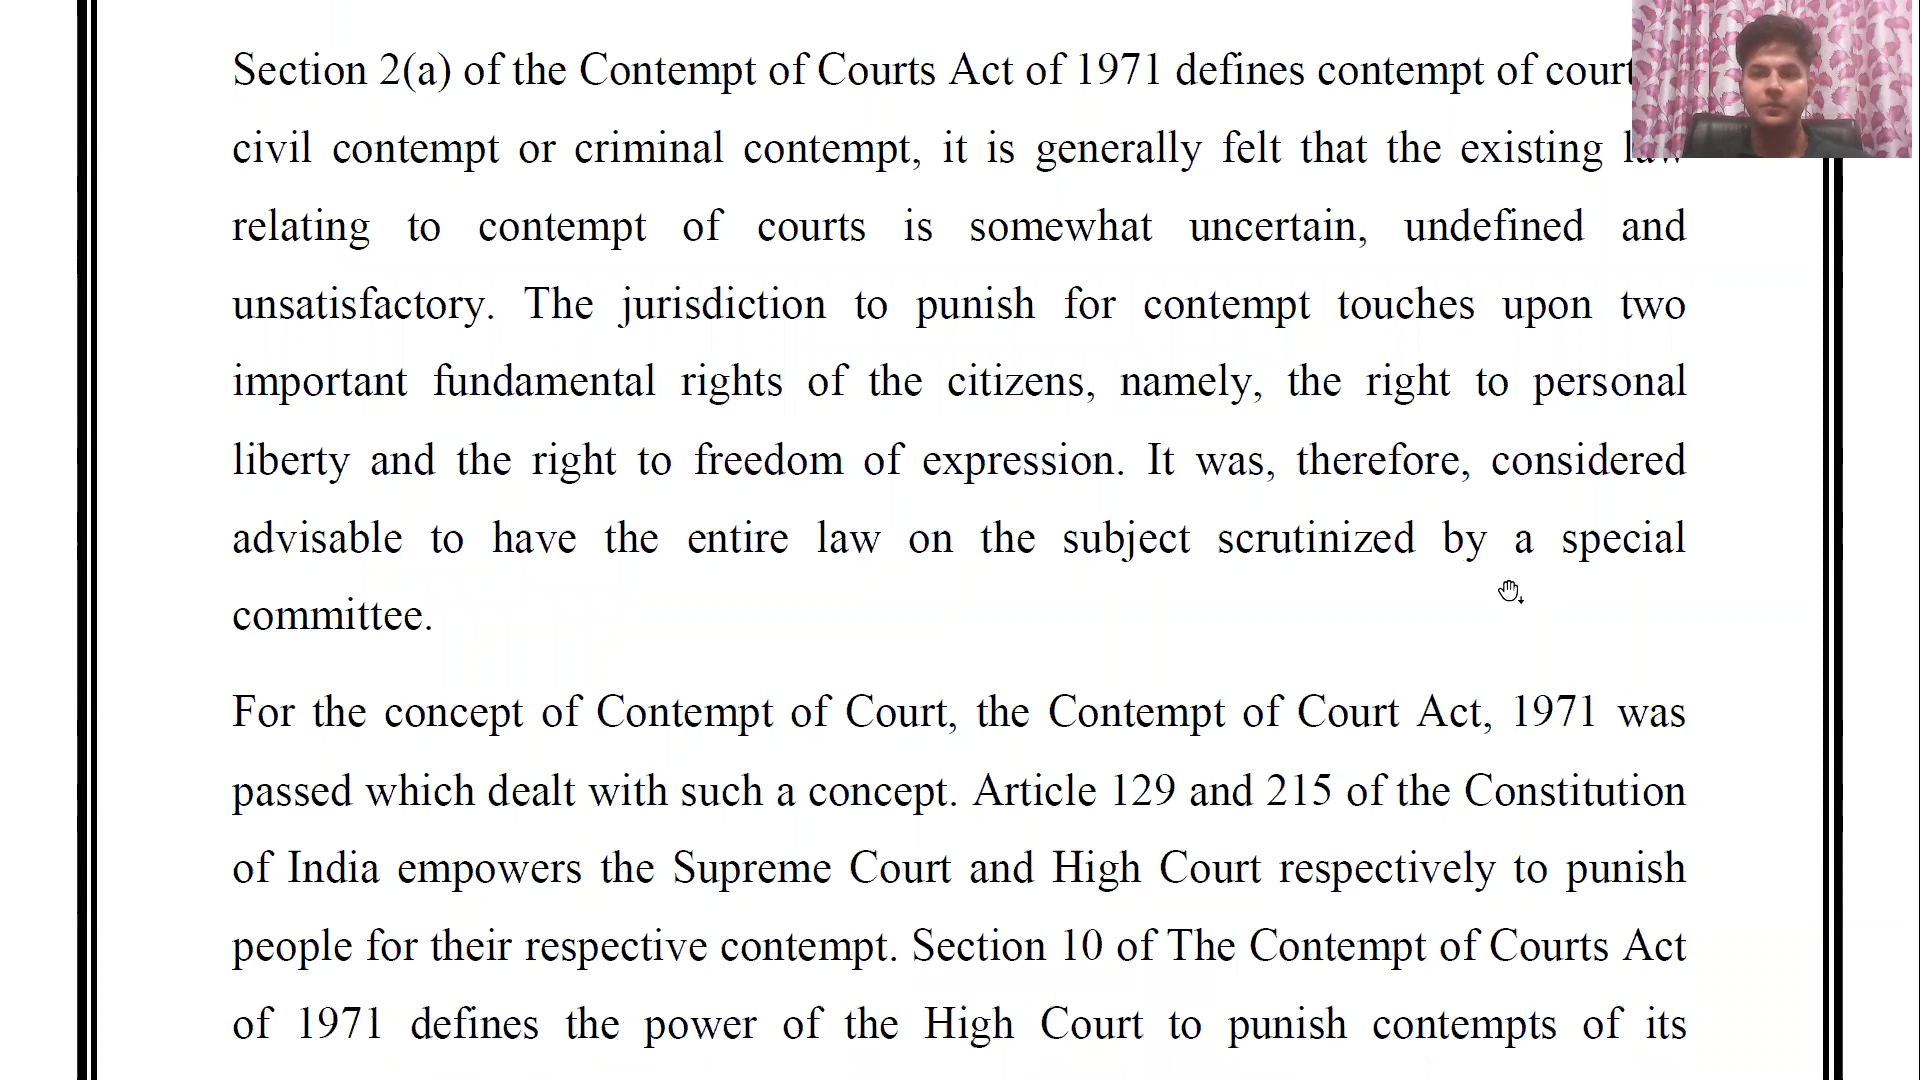 Section 2(a) of the Contempt of Courts Act of 1971 defines contempt of court
civil contempt or criminal contempt, it is generally felt that the existing law
relating to contempt of courts is somewhat uncertain, undefined and
unsatisfactory. The jurisdiction to punish for contempt touches upon two
important fundamental rights of the citizens, namely, the right to personal
liberty and the right to freedom of expression. It was, therefore, considered
advisable to have the entire law on the subject scrutinized by a special
committee.
For the concept of Contempt of Court, the Contempt of Court Act, 1971 was
passed which dealt with such a concept. Article 129 and 215 of the Constitution
of India empowers the Supreme Court and High Court respectively to punish
people for their respective contempt. Section 10 of The Contempt of Courts Act
of 1971 defines the power of the High Court to punish contempts of its